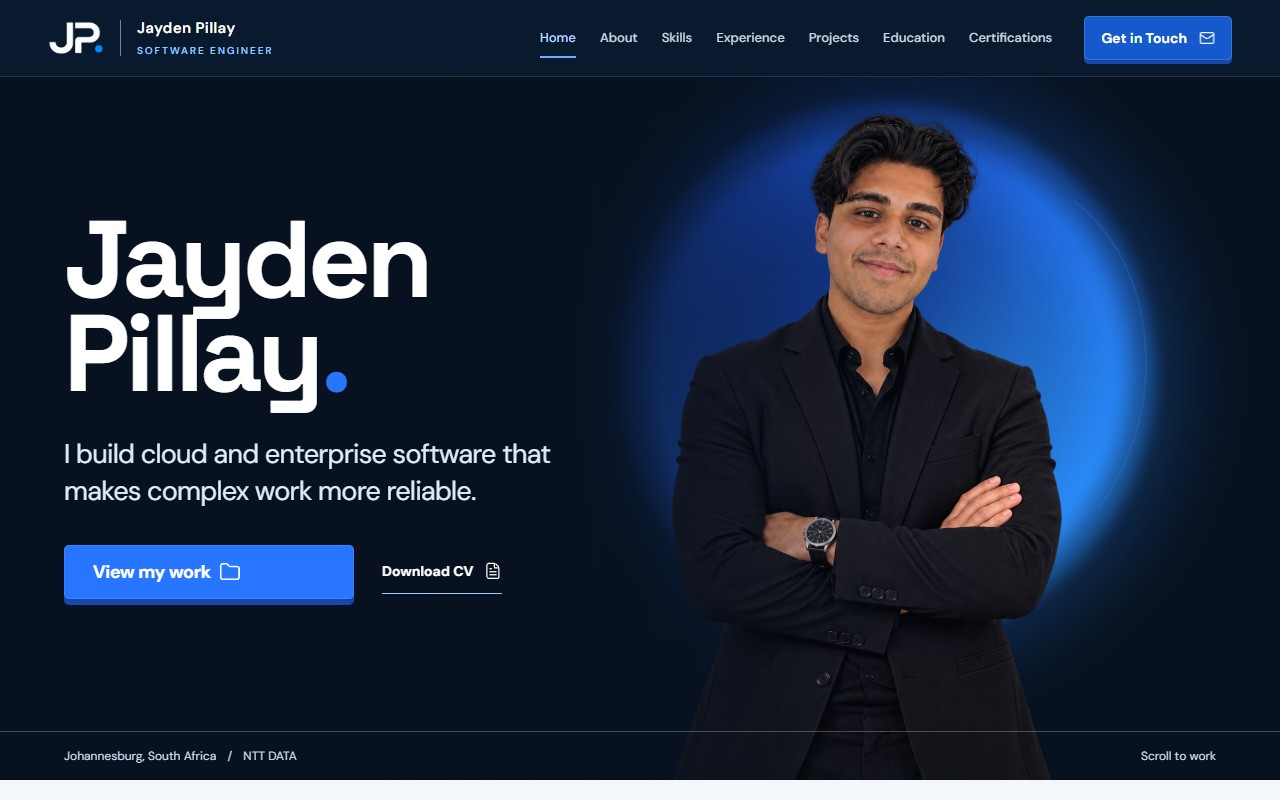 JP.
Jayden Pillay
SOFTWARE ENGINEER
Home About Skills Experience Projects Education Certifications Get in Touch
Jayden
Pillay.
I build cloud and enterprise software that
makes complex work more reliable.
View my work Download CV
Johannesburg, South Africa / NTT DATA Scroll to work